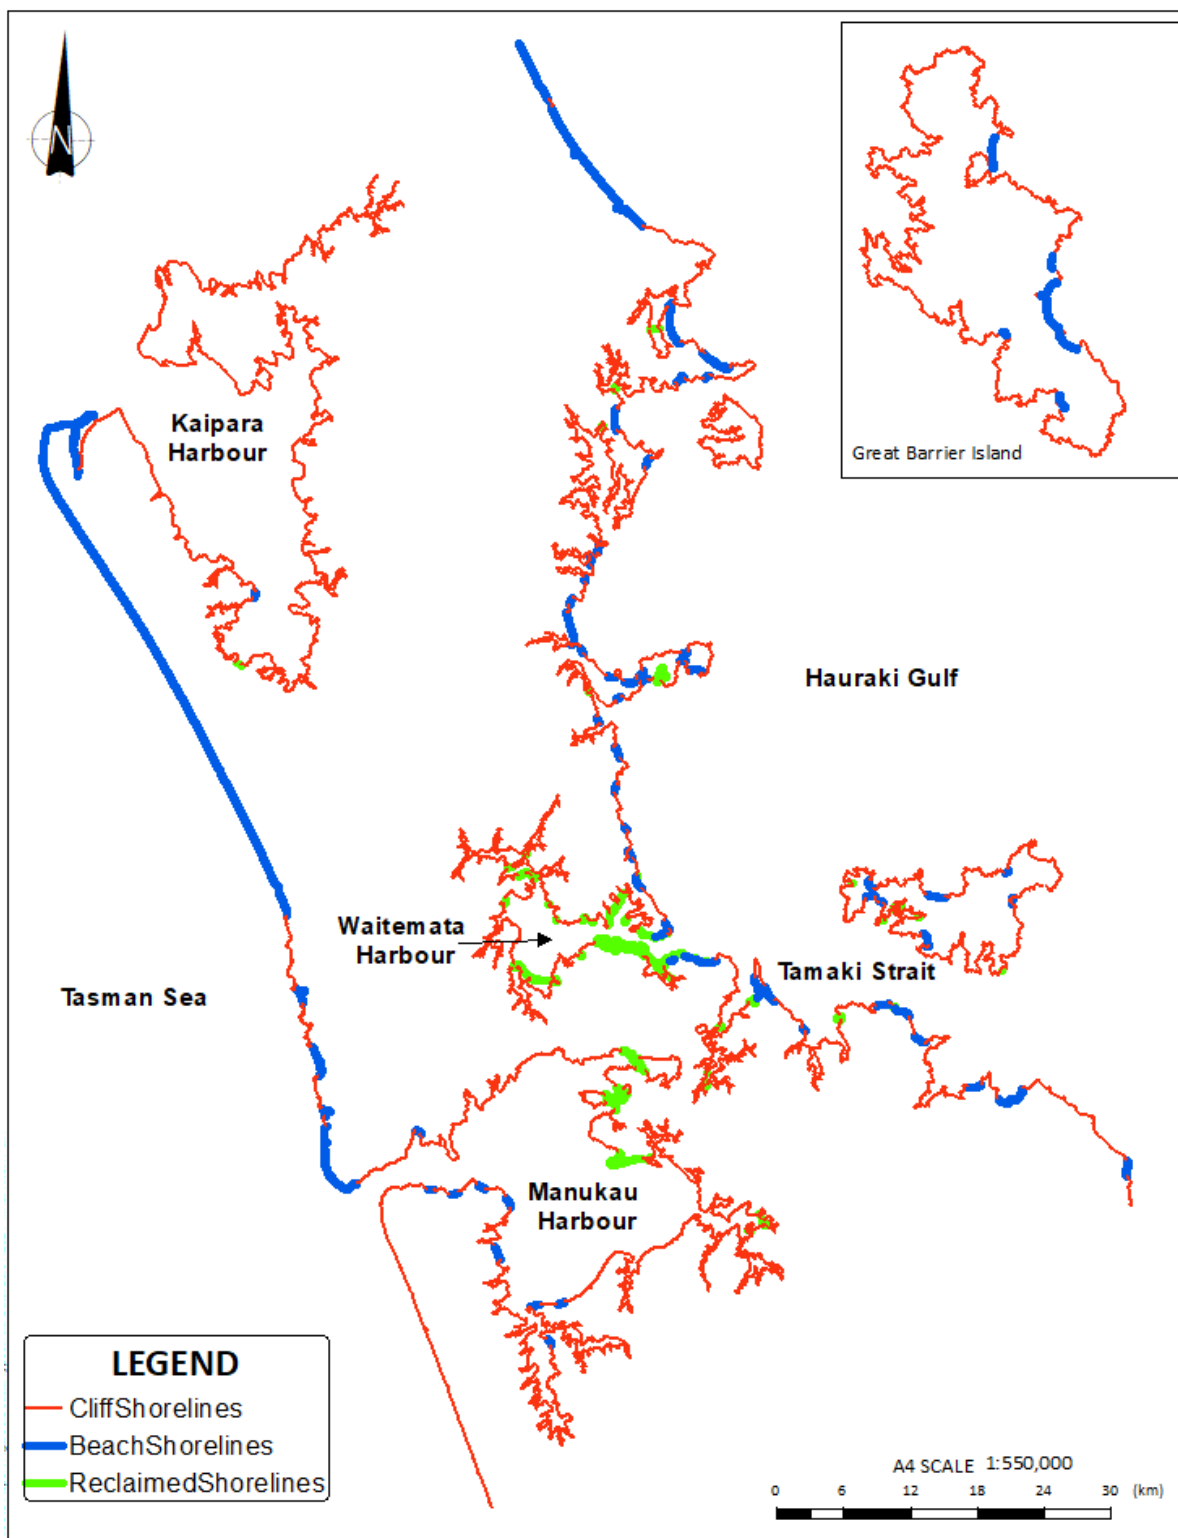 N
Kaipara
Harbour
Great Barrier Island
Hauraki Gulf
Waitemata
Harbour
Tamaki Strait
Tasman Sea
Manukau
Harbour
LEGEND
CliffShorelines
BeachShorelines
ReclaimedShorelines
A4 SCALE 1:550,000
0 6 12 18 24 30 (km)